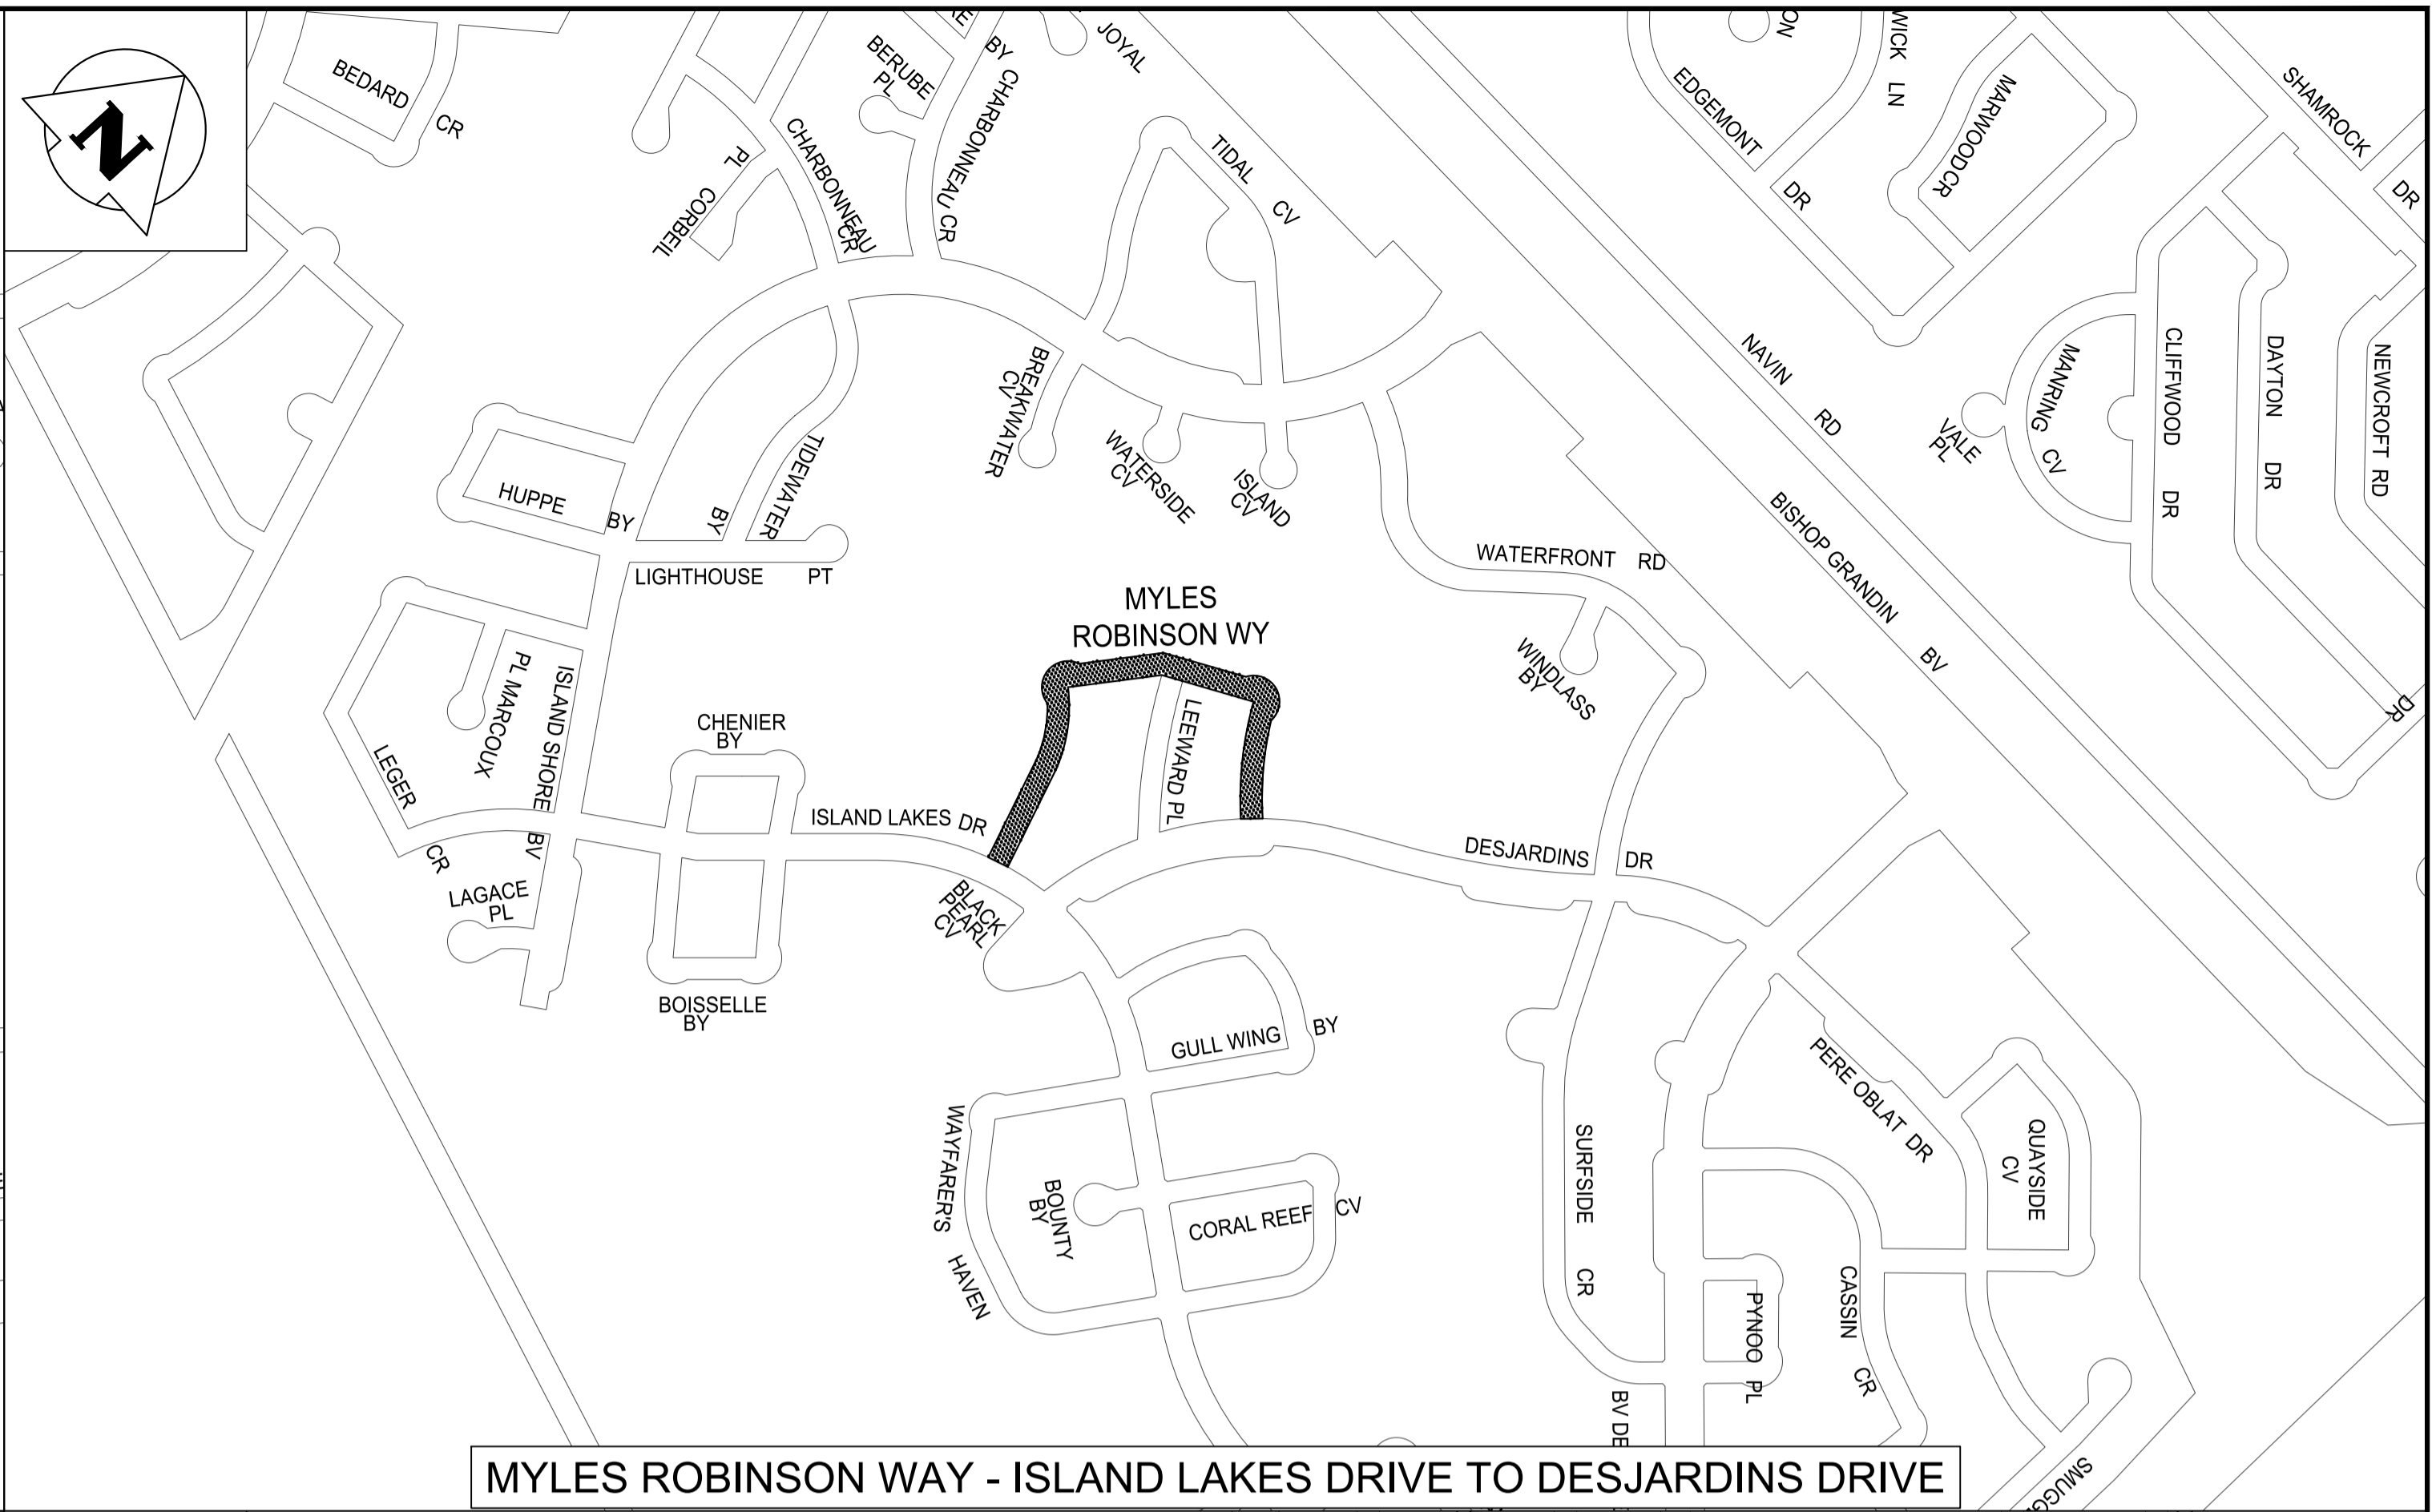 N
BEDARD
CR
BERUBE
PL
BY
CHARBONNEAU CR
JOYAL
CHARBONNEAU
CR
PL
CORBEIL
TIDAL
CV
EDGEMONT
DR
WICK LN
MARWOOD CR
SHAMROCK
DR
NAVIN
RD
BISHOP GRANDIN
BV
MANRING
CV
VALE
PL
CLIFFWOOD
DR
DAYTON
DR
NEWCROFT RD
DR
BREAKWATER
CV
WATERSIDE
CV
ISLAND
CV
TIDEWATER
BY
HUPPE
BY
LIGHTHOUSE PT
WATERFRONT RD
WINDLASS
BY
MYLES
ROBINSON WY
LEEWARD PL
PL MARCOUX
ISLAND SHORE
BV
LEGER
CR
LAGACE
PL
CHENIER
BY
ISLAND LAKES DR
BOISSELLE
BY
BLACK
PEARL
CV
DESJARDINS DR
GULL WING BY
WAYFARER'S
HAVEN
BOUNTY
BY
CORAL REEF CV
SURFSIDE
CR
PERE OBLAT DR
QUAYSIDE
CV
CASSIN
CR
PYNOO PL
BV DE
MYLES ROBINSON WAY - ISLAND LAKES DRIVE TO DESJARDINS DRIVE